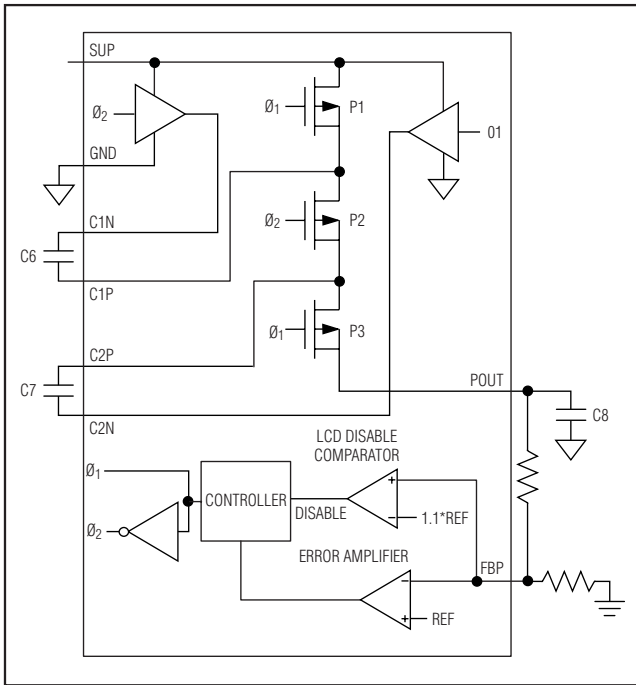 SUP
Ø1
P1
Ø2
01
GND
C1N
Ø2
P2
C6
C1P
Ø1
P3
C2P
POUT
C7
C8
C2N
LCD DISABLE
COMPARATOR
Ø1
+
CONTROLLER
DISABLE
−
1.1*REF
Ø2
ERROR AMPLIFIER
FBP
−
+
REF